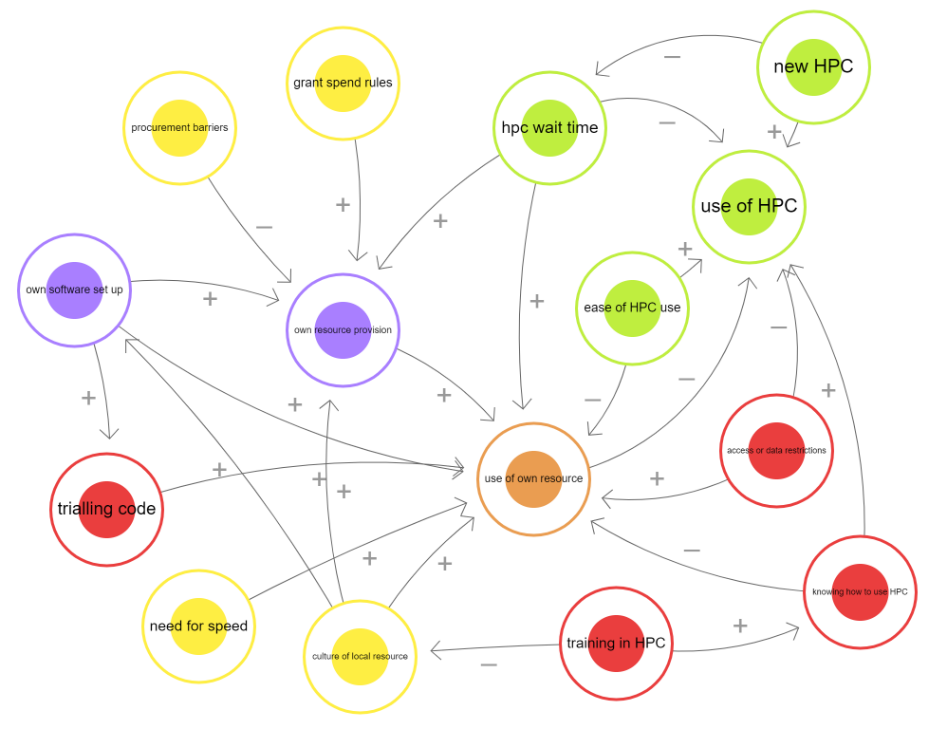 new HPC
grant spend rules
procurement barriers
hpc wait time
−
−
+
use of HPC
+
−
+
+
own software set up
+
ease of HPC use
own resource provision
+
−
+
−
−
+
+
+
+
access or data restrictions
trialling code
+
+
+
use of own resource
+
−
+
+
knowing how to use HPC
need for speed
culture of local resource
training in HPC
+
−